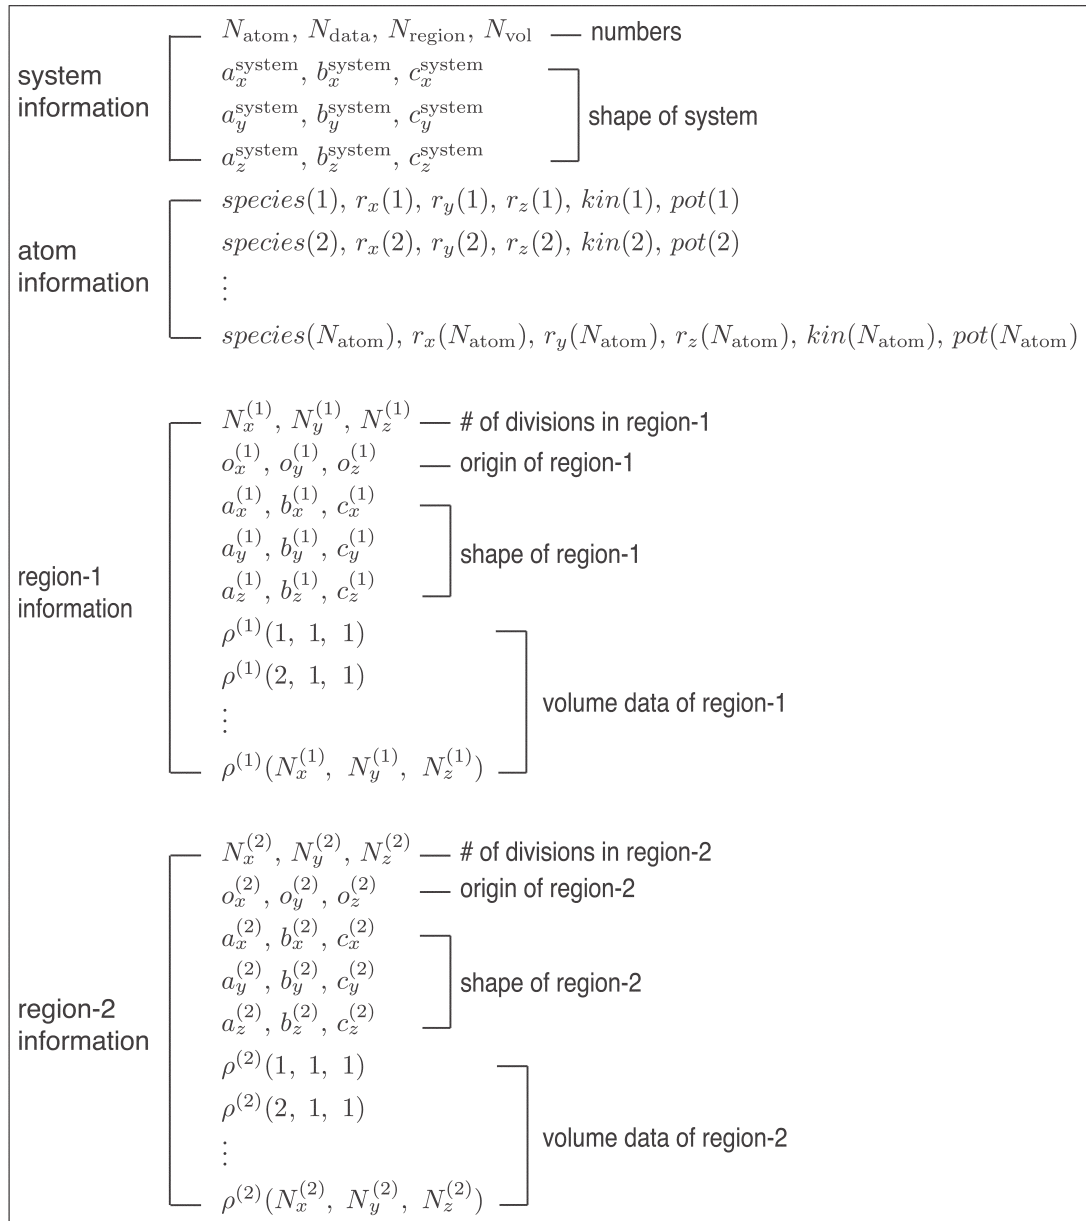 system information
N_atom, N_data, N_region, N_vol — numbers
a_x^system, b_x^system, c_x^system
a_y^system, b_y^system, c_y^system
a_z^system, b_z^system, c_z^system
shape of system
atom information
species(1), r_x(1), r_y(1), r_z(1), kin(1), pot(1)
species(2), r_x(2), r_y(2), r_z(2), kin(2), pot(2)
⋮
species(N_atom), r_x(N_atom), r_y(N_atom), r_z(N_atom), kin(N_atom), pot(N_atom)
region-1 information
N_x^(1), N_y^(1), N_z^(1) — # of divisions in region-1
o_x^(1), o_y^(1), o_z^(1) — origin of region-1
a_x^(1), b_x^(1), c_x^(1)
a_y^(1), b_y^(1), c_y^(1)
a_z^(1), b_z^(1), c_z^(1)
shape of region-1
ρ^(1)(1, 1, 1)
ρ^(1)(2, 1, 1)
⋮
ρ^(1)(N_x^(1), N_y^(1), N_z^(1))
volume data of region-1
region-2 information
N_x^(2), N_y^(2), N_z^(2) — # of divisions in region-2
o_x^(2), o_y^(2), o_z^(2) — origin of region-2
a_x^(2), b_x^(2), c_x^(2)
a_y^(2), b_y^(2), c_y^(2)
a_z^(2), b_z^(2), c_z^(2)
shape of region-2
ρ^(2)(1, 1, 1)
ρ^(2)(2, 1, 1)
⋮
ρ^(2)(N_x^(2), N_y^(2), N_z^(2))
volume data of region-2